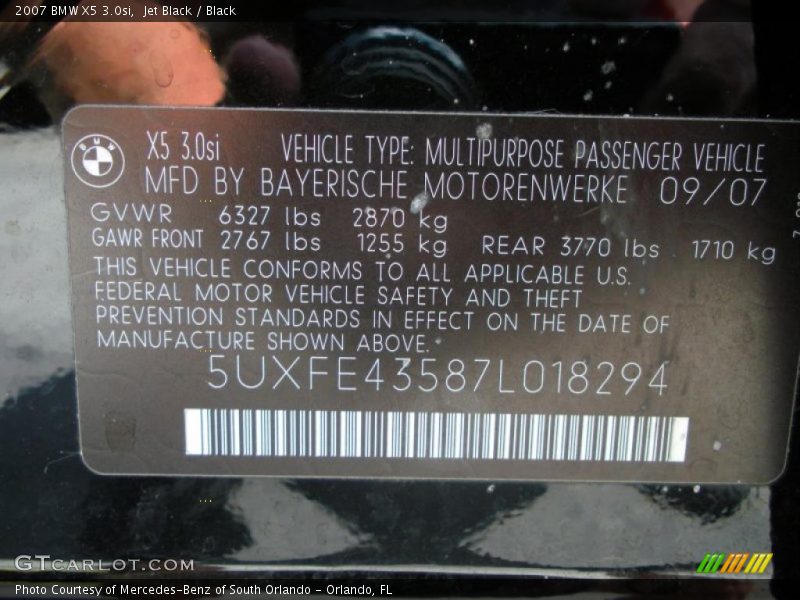 2007 BMW X5 3.0si, Jet Black / Black
BMW X5 3.0si VEHICLE TYPE: MULTIPURPOSE PASSENGER VEHICLE
MFD BY BAYERISCHE MOTORENWERKE 09/07
GVWR 6327 lbs 2870 kg
GAWR FRONT 2767 lbs 1255 kg REAR 3770 lbs 1710 kg
THIS VEHICLE CONFORMS TO ALL APPLICABLE U.S.
FEDERAL MOTOR VEHICLE SAFETY AND THEFT
PREVENTION STANDARDS IN EFFECT ON THE DATE OF
MANUFACTURE SHOWN ABOVE.
5UXFE43587L018294
GTCARLOT.COM
Photo Courtesy of Mercedes-Benz of South Orlando - Orlando, FL